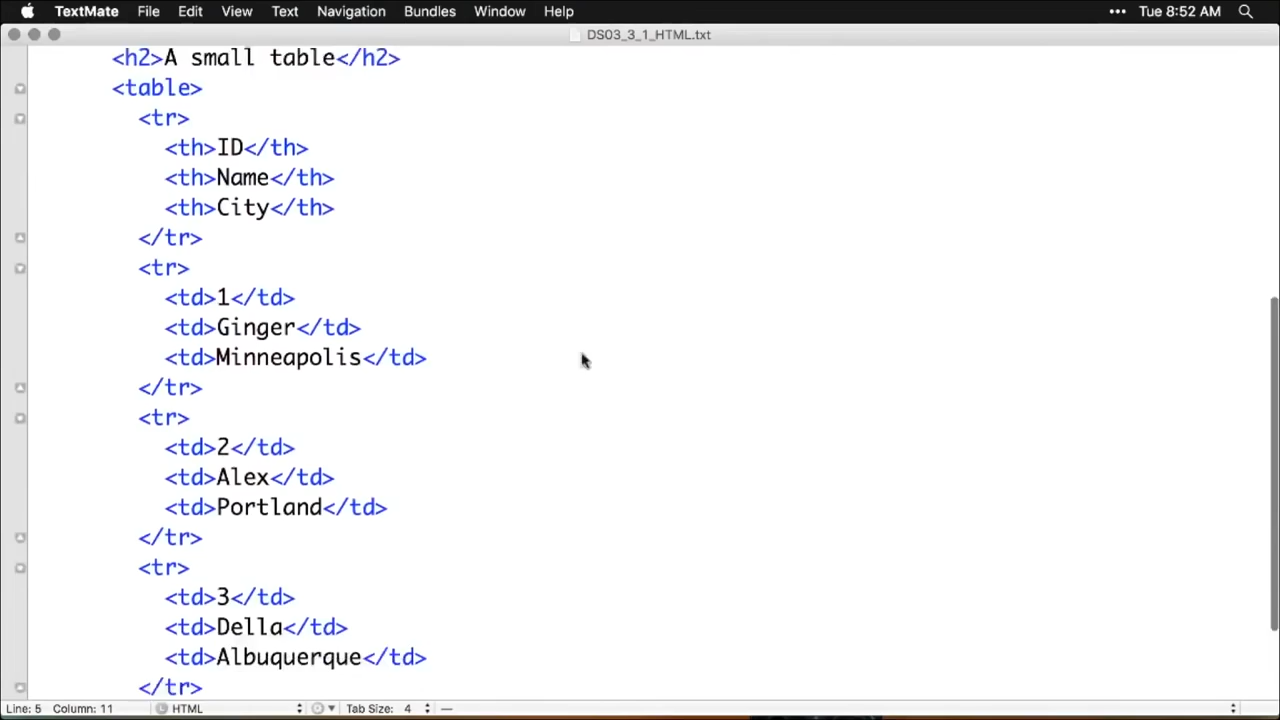 TextMate File Edit View Text Navigation Bundles Window Help ••• Tue 8:52 AM
DS03_3_1_HTML.txt
<h2>A small table</h2>
<table>
<tr>
<th>ID</th>
<th>Name</th>
<th>City</th>
</tr>
<tr>
<td>1</td>
<td>Ginger</td>
<td>Minneapolis</td>
</tr>
<tr>
<td>2</td>
<td>Alex</td>
<td>Portland</td>
</tr>
<tr>
<td>3</td>
<td>Della</td>
<td>Albuquerque</td>
</tr>
Line: 5 Column: 11 L HTML Tab Size: 4 —